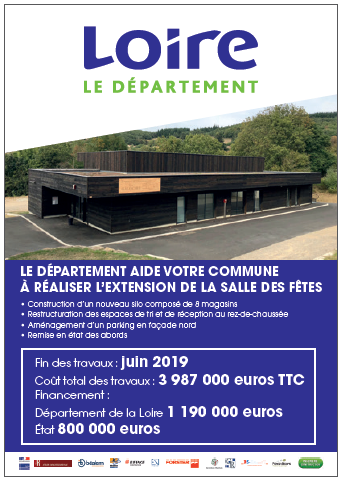 Loire
LE DÉPARTEMENT
LE DÉPARTEMENT AIDE VOTRE COMMUNE
À RÉALISER L'EXTENSION DE LA SALLE DES FÊTES
• Construction d'un nouveau silo composé de 8 magasins
• Restructuration des espaces de tri et de réception au rez-de-chaussée
• Aménagement d'un parking en façade nord
• Remise en état des abords
Fin des travaux : juin 2019
Coût total des travaux : 3 987 000 euros TTC
Financement :
Département de la Loire 1 190 000 euros
État 800 000 euros